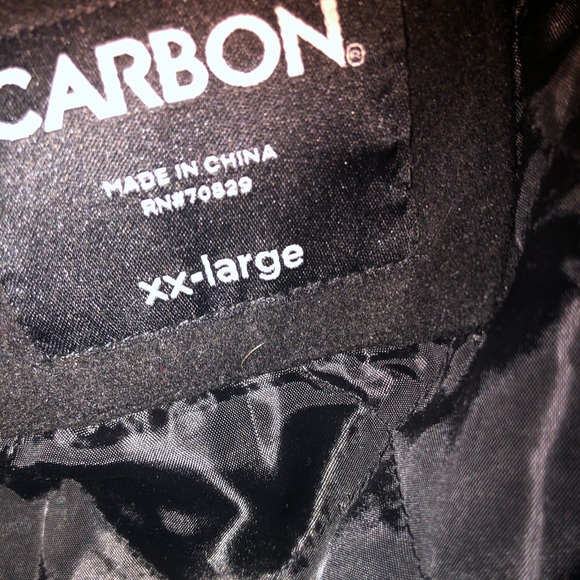 CARBON®
MADE IN CHINA
RN#70829
xx-large